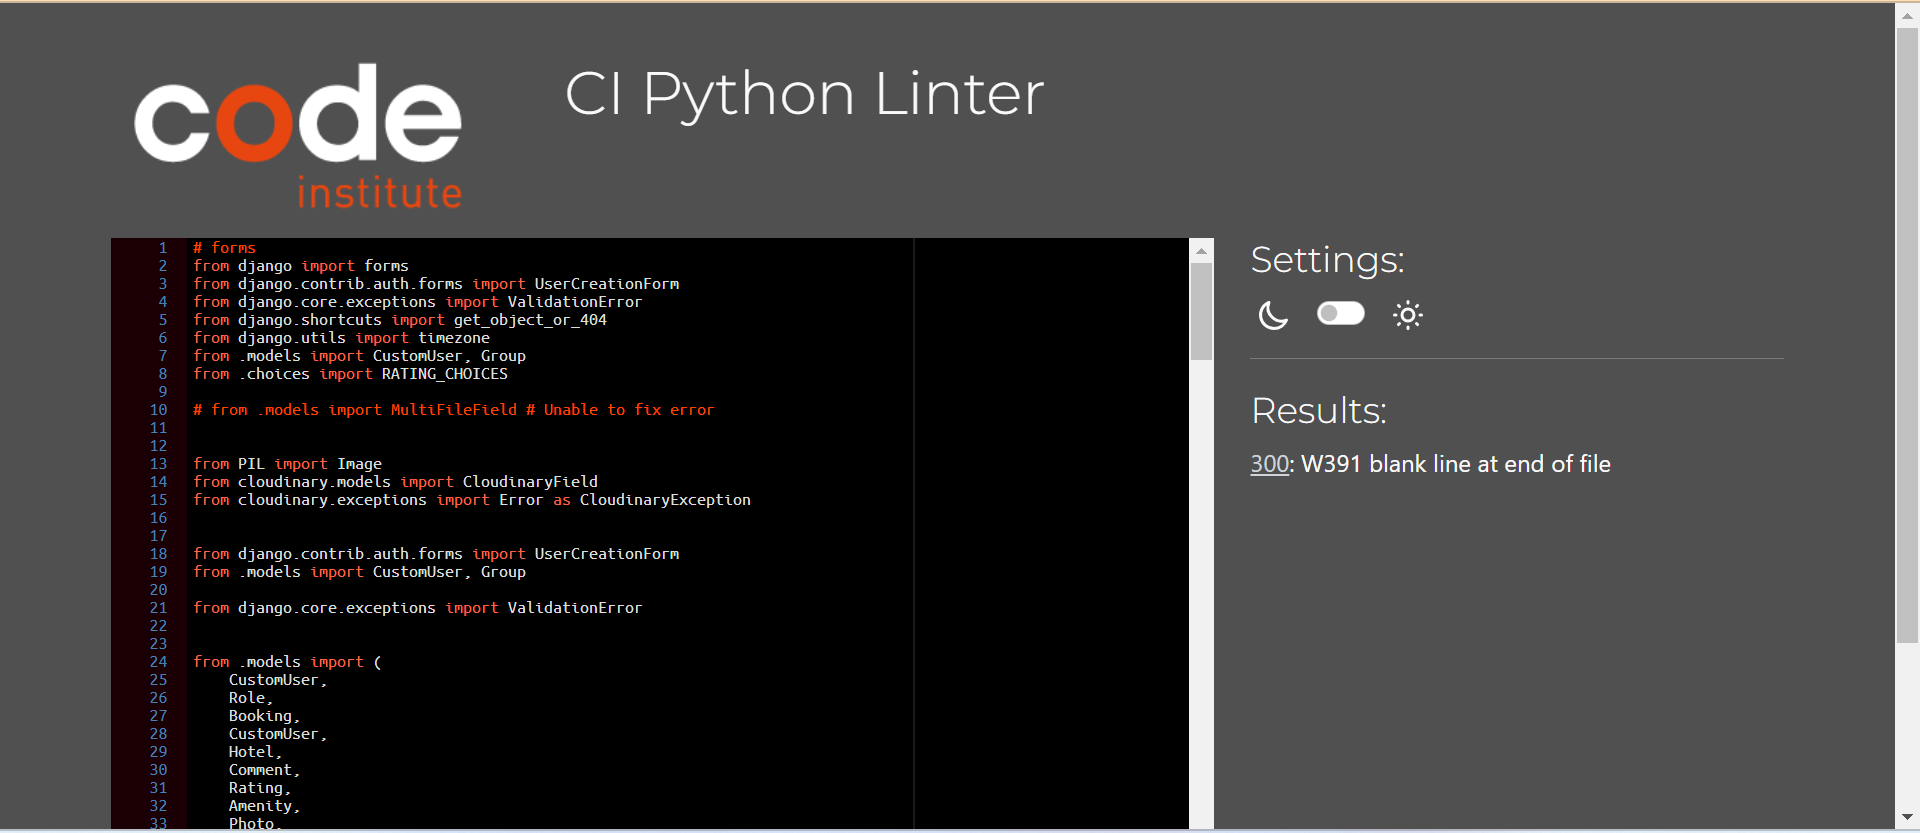 code
institute
CI Python Linter
1 # forms
2 from django import forms
3 from django.contrib.auth.forms import UserCreationForm
4 from django.core.exceptions import ValidationError
5 from django.shortcuts import get_object_or_404
6 from django.utils import timezone
7 from .models import CustomUser, Group
8 from .choices import RATING_CHOICES
9
10 # from .models import MultiFileField # Unable to fix error
11
12
13 from PIL import Image
14 from cloudinary.models import CloudinaryField
15 from cloudinary.exceptions import Error as CloudinaryException
16
17
18 from django.contrib.auth.forms import UserCreationForm
19 from .models import CustomUser, Group
20
21 from django.core.exceptions import ValidationError
22
23
24 from .models import (
25     CustomUser,
26     Role,
27     Booking,
28     CustomUser,
29     Hotel,
30     Comment,
31     Rating,
32     Amenity,
33     Photo,
Settings:
Results:
300: W391 blank line at end of file